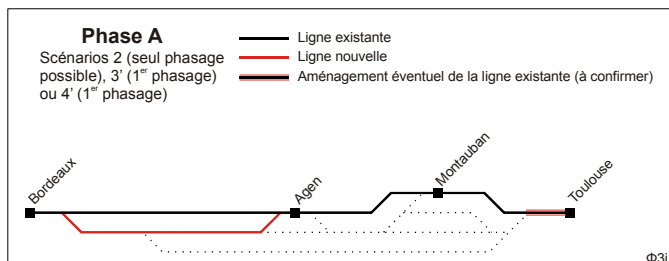 Phase A
Scénarios 2 (seul phasage
possible), 3' (1er phasage)
ou 4' (1er phasage)
Ligne existante
Ligne nouvelle
Aménagement éventuel de la ligne existante (à confirmer)
Bordeaux
Agen
Montauban
Toulouse